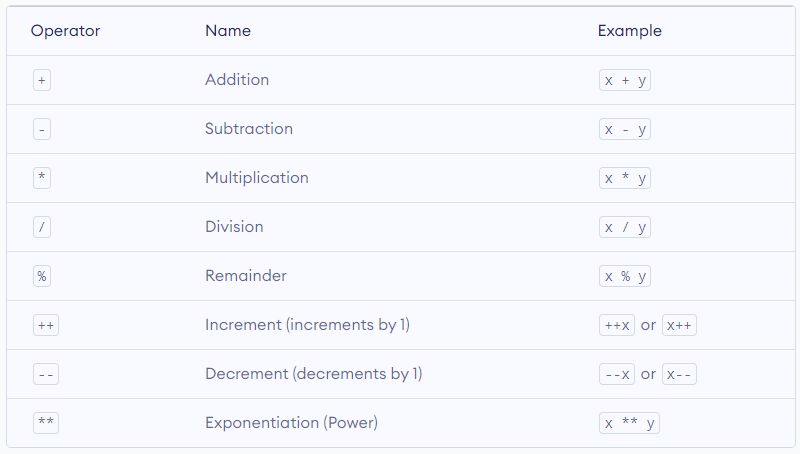 Operator Name Example
+ Addition x + y
- Subtraction x - y
* Multiplication x * y
/ Division x / y
% Remainder x % y
++ Increment (increments by 1) ++x or x++
-- Decrement (decrements by 1) --x or x--
** Exponentiation (Power) x ** y